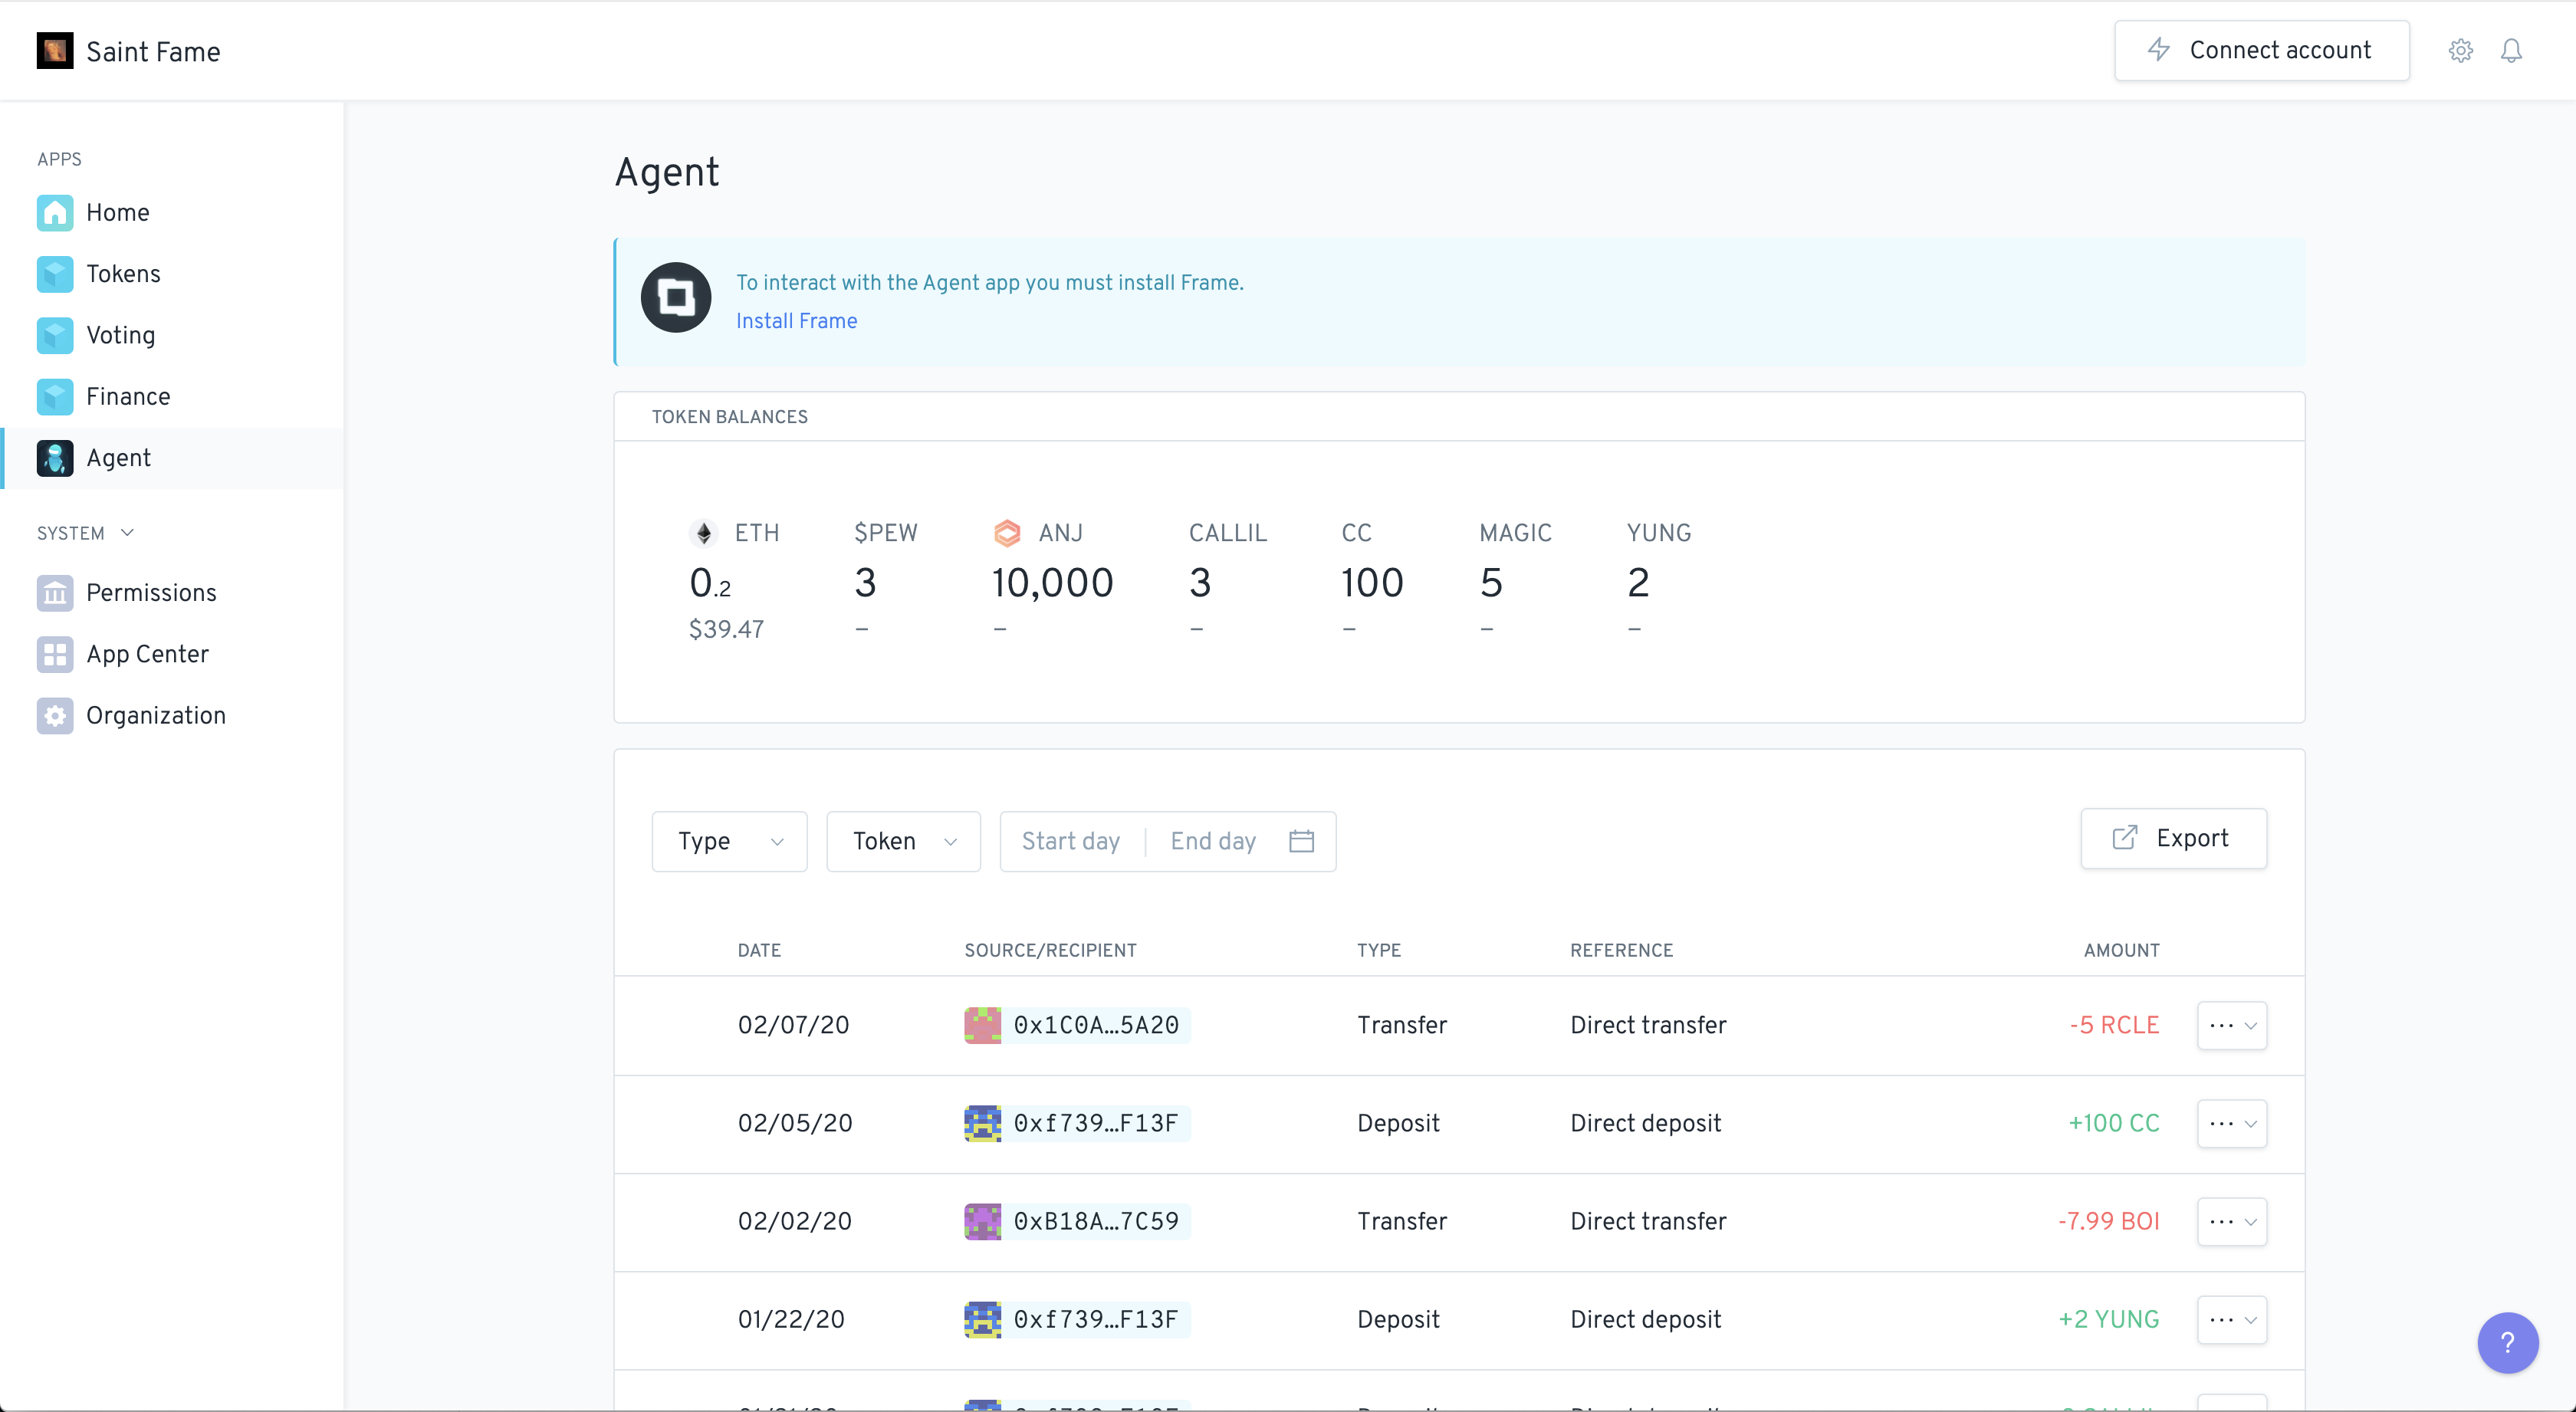 Saint Fame
Connect account
APPS
Home
Tokens
Voting
Finance
Agent
SYSTEM
Permissions
App Center
Organization
Agent
To interact with the Agent app you must install Frame.
Install Frame
TOKEN BALANCES
ETH $PEW ANJ CALLIL CC MAGIC YUNG
0.2 3 10,000 3 100 5 2
$39.47 – – – – – –
Type Token Start day End day Export
DATE SOURCE/RECIPIENT TYPE REFERENCE AMOUNT
02/07/20 0x1C0A…5A20 Transfer Direct transfer -5 RCLE
02/05/20 0xf739…F13F Deposit Direct deposit +100 CC
02/02/20 0xB18A…7C59 Transfer Direct transfer -7.99 BOI
01/22/20 0xf739…F13F Deposit Direct deposit +2 YUNG
?